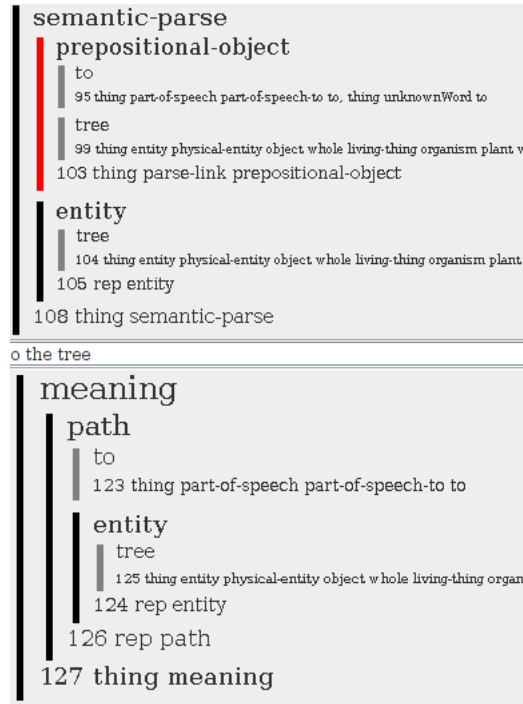 semantic-parse
prepositional-object
to
95 thing part-of-speech part-of-speech-to to, thing unknownWord to
tree
99 thing entity physical-entity object whole living-thing organism plant
103 thing parse-link prepositional-object
entity
tree
104 thing entity physical-entity object whole living-thing organism plant
105 rep entity
108 thing semantic-parse
o the tree
meaning
path
to
123 thing part-of-speech part-of-speech-to to
entity
tree
125 thing entity physical-entity object whole living-thing organ
124 rep entity
126 rep path
127 thing meaning